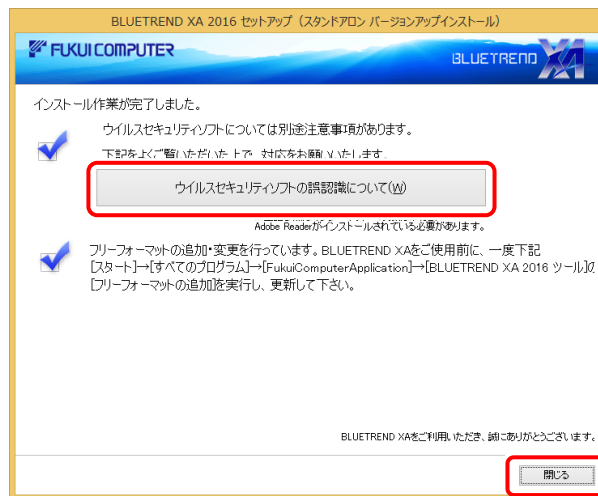 BLUETREND XA 2016 セットアップ（スタンドアロン バージョンアップインストール）
FUKUI COMPUTER
BLUETREND XA
インストール作業が完了しました。
ウイルスセキュリティソフトについては別途注意事項があります。
下記をよくご覧いただいた上で、対応をお願いいたします。
ウイルスセキュリティソフトの誤認識について(W)
Adobe Readerがインストールされている必要があります。
フリーフォーマットの追加・変更を行っています。BLUETREND XAをご使用前に、一度下記
[スタート]→[すべてのプログラム]→[FukuiComputerApplication]→[BLUETREND XA 2016 ツール]の
[フリーフォーマットの追加]を実行し、更新して下さい。
BLUETREND XAをご利用いただき、誠にありがとうございます。
閉じる